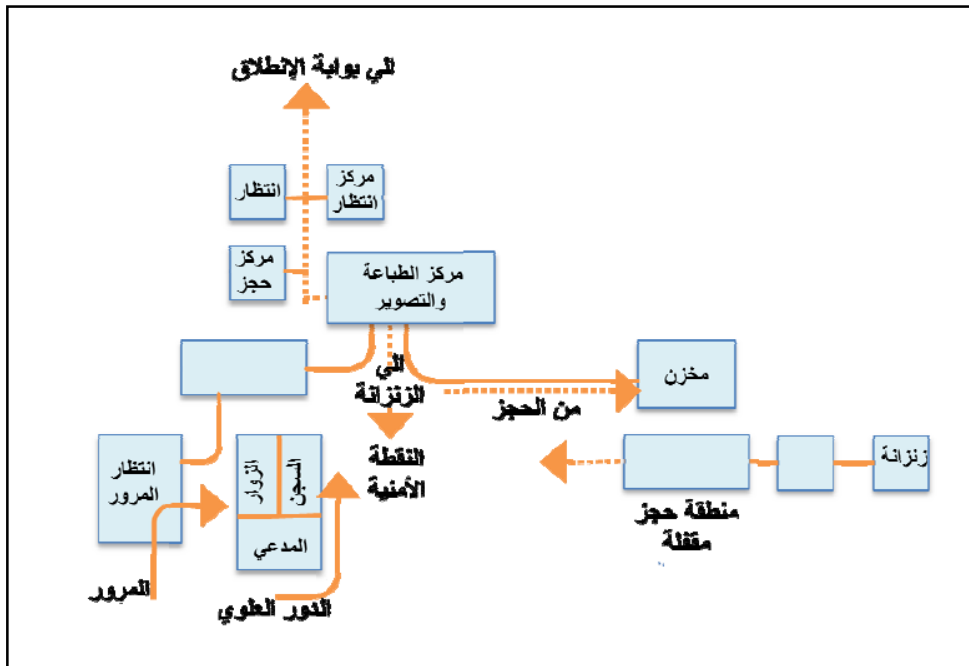 الي بوابة الإنطلاق
انتظار
مركز
انتظار
مركز
حجز
مركز الطباعة
والتصوير
الي
الزنزانة
مخزن
من الحجز
النقطة
الأمنية
زنزانة
منطقة حجز
مقفلة
انتظار
المرور
الزوار
السجن
المدعي
المرور
الدور العلوي